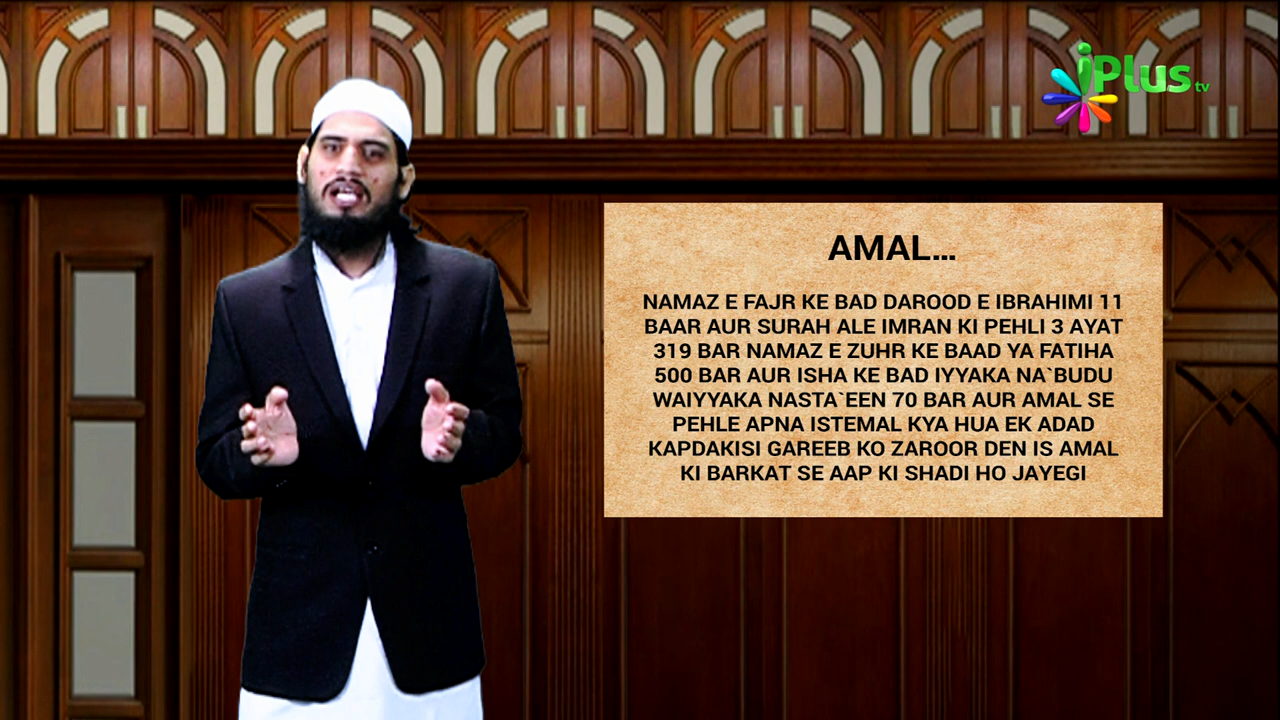 iPlus tv
AMAL...
NAMAZ E FAJR KE BAD DAROOD E IBRAHIMI 11
BAAR AUR SURAH ALE IMRAN KI PEHLI 3 AYAT
319 BAR NAMAZ E ZUHR KE BAAD YA FATIHA
500 BAR AUR ISHA KE BAD IYYAKA NA`BUDU
WAIYYAKA NASTA`EEN 70 BAR AUR AMAL SE
PEHLE APNA ISTEMAL KYA HUA EK ADAD
KAPDAKISI GAREEB KO ZAROOR DEN IS AMAL
KI BARKAT SE AAP KI SHADI HO JAYEGI